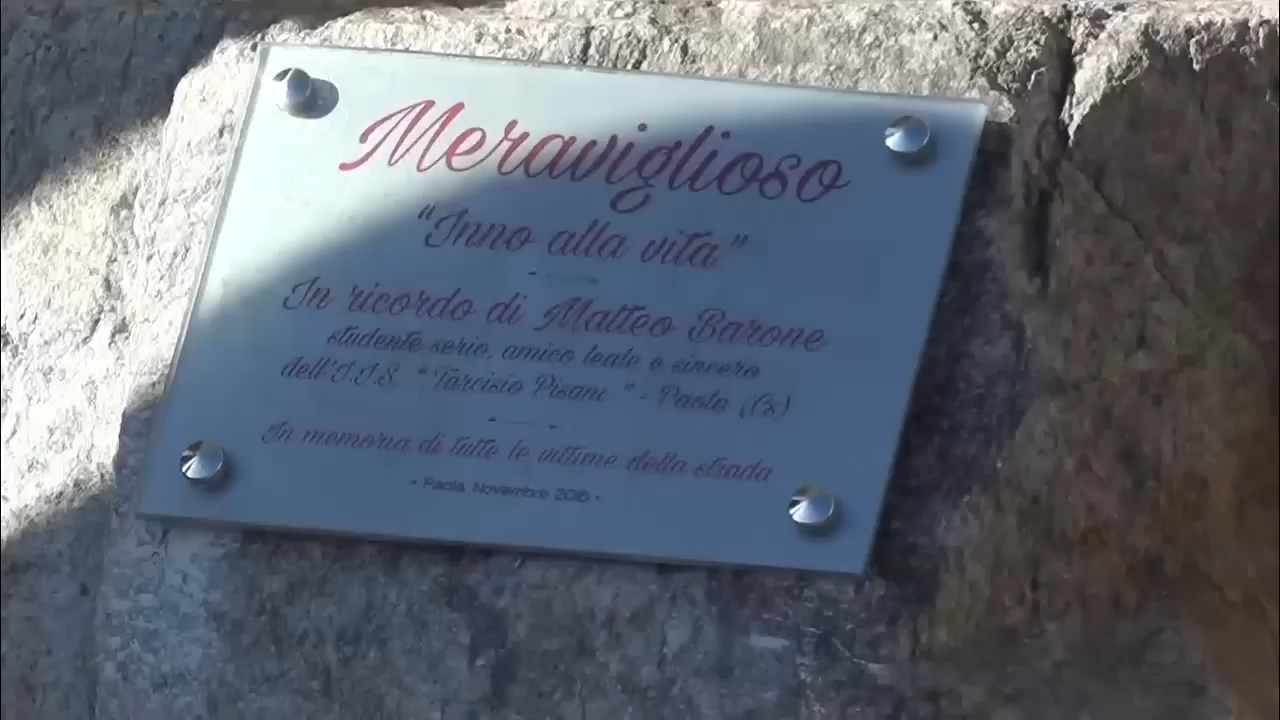 Meraviglioso
"Inno alla vita"
In ricordo di Matteo Barone
studente serio, amico leale e sincero
dell'I.I.S. "Tarcisio Pisani" - Paola
In memoria di tutte le vittime della strada
- Paola, Novembre 2016 -